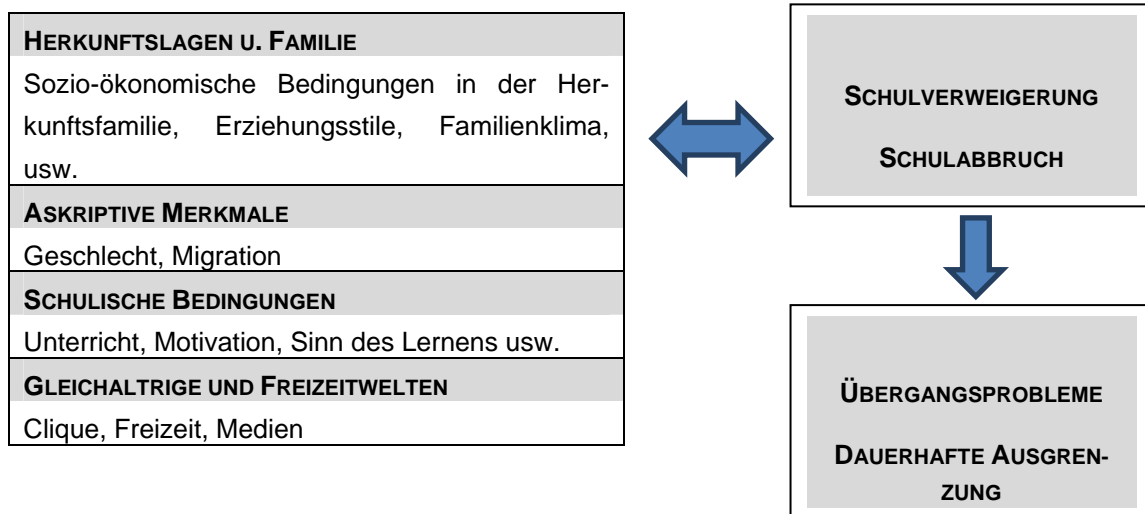 HERKUNFTSLAGEN U. FAMILIE
Sozio-ökonomische Bedingungen in der Her-
kunftsfamilie, Erziehungsstile, Familienklima,
usw.
ASKRIPTIVE MERKMALE
Geschlecht, Migration
SCHULISCHE BEDINGUNGEN
Unterricht, Motivation, Sinn des Lernens usw.
GLEICHALTRIGE UND FREIZEITWELTEN
Clique, Freizeit, Medien
SCHULVERWEIGERUNG
SCHULABBRUCH
ÜBERGANGSPROBLEME
DAUERHAFTE AUSGREN-
ZUNG